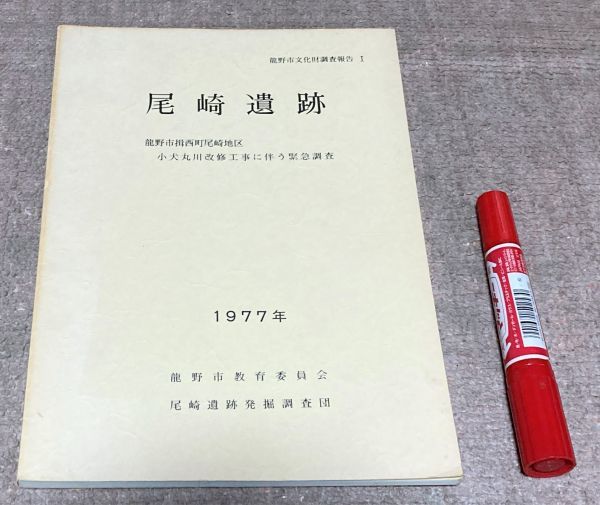 龍野市文化財調査報告 I
尾崎遺跡
龍野市揖西町尾崎地区
小犬丸川改修工事に伴う緊急調査
1977年
龍野市教育委員会
尾崎遺跡発掘調査団